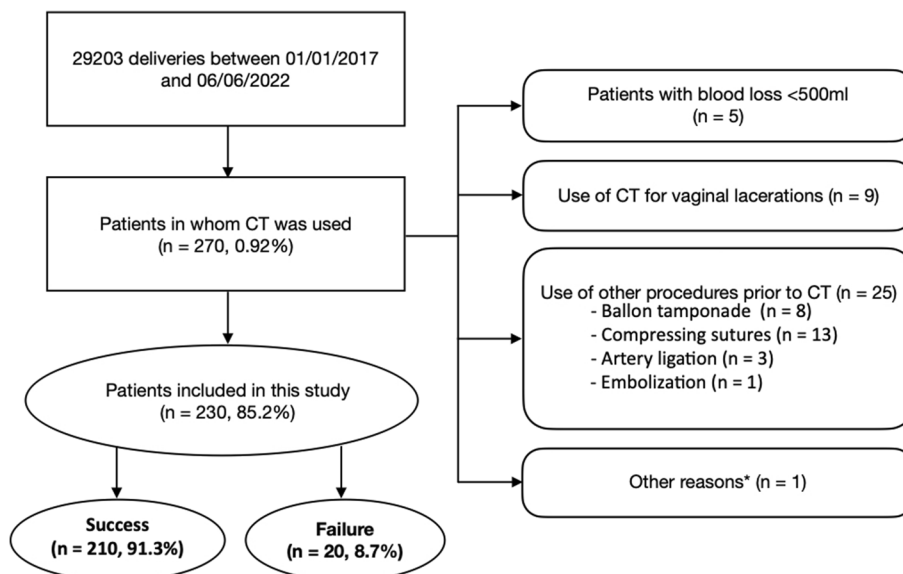 29203 deliveries between 01/01/2017
and 06/06/2022
Patients in whom CT was used
(n = 270, 0.92%)
Patients included in this study
(n = 230, 85.2%)
Success
(n = 210, 91.3%)
Failure
(n = 20, 8.7%)
Patients with blood loss <500ml
(n = 5)
Use of CT for vaginal lacerations (n = 9)
Use of other procedures prior to CT (n = 25)
- Ballon tamponade (n = 8)
- Compressing sutures (n = 13)
- Artery ligation (n = 3)
- Embolization (n = 1)
Other reasons* (n = 1)